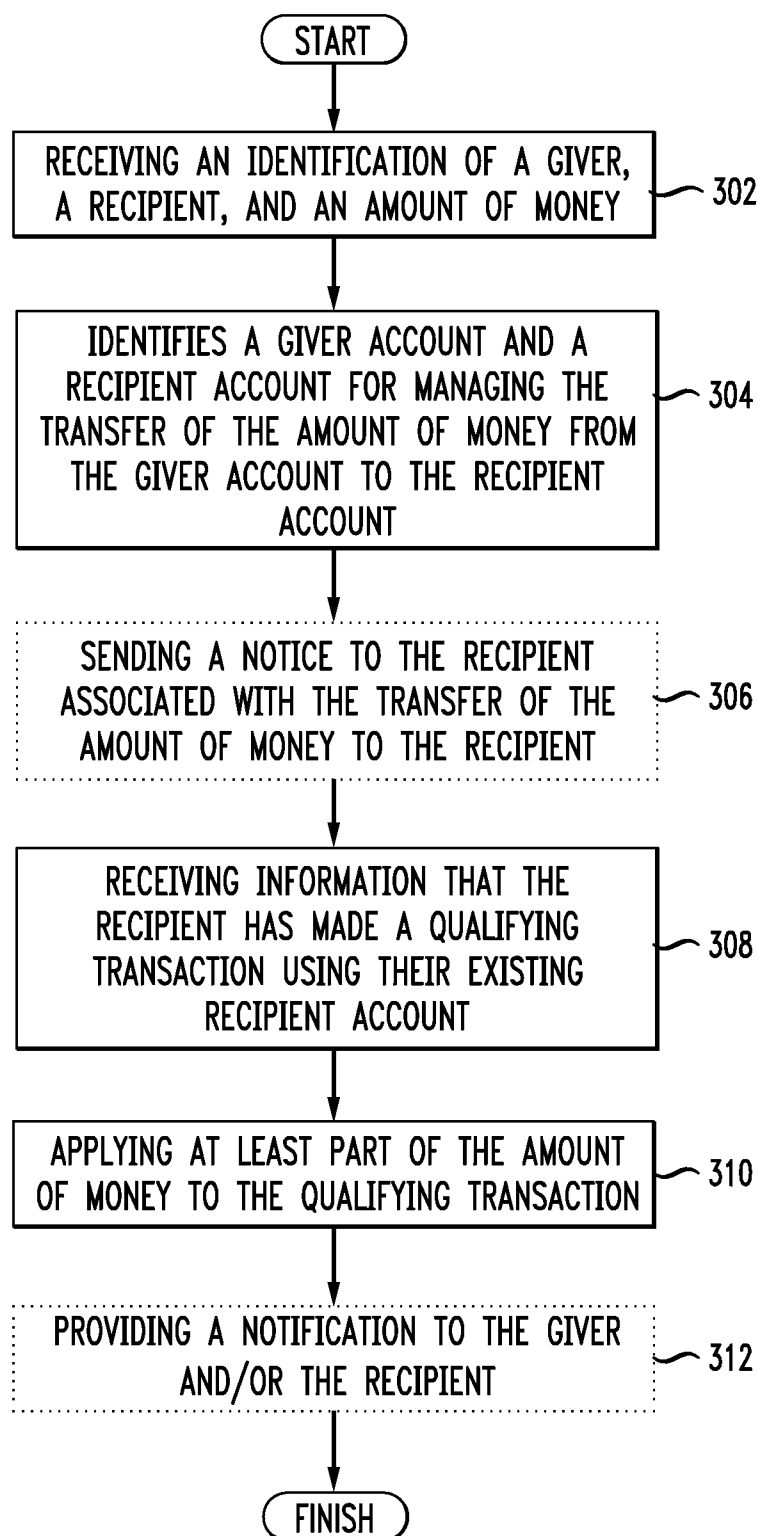 START
RECEIVING AN IDENTIFICATION OF A GIVER,
A RECIPIENT, AND AN AMOUNT OF MONEY
302
IDENTIFIES A GIVER ACCOUNT AND A
RECIPIENT ACCOUNT FOR MANAGING THE
TRANSFER OF THE AMOUNT OF MONEY FROM
THE GIVER ACCOUNT TO THE RECIPIENT
ACCOUNT
304
SENDING A NOTICE TO THE RECIPIENT
ASSOCIATED WITH THE TRANSFER OF THE
AMOUNT OF MONEY TO THE RECIPIENT
306
RECEIVING INFORMATION THAT THE
RECIPIENT HAS MADE A QUALIFYING
TRANSACTION USING THEIR EXISTING
RECIPIENT ACCOUNT
308
APPLYING AT LEAST PART OF THE AMOUNT
OF MONEY TO THE QUALIFYING TRANSACTION
310
PROVIDING A NOTIFICATION TO THE GIVER
AND/OR THE RECIPIENT
312
FINISH